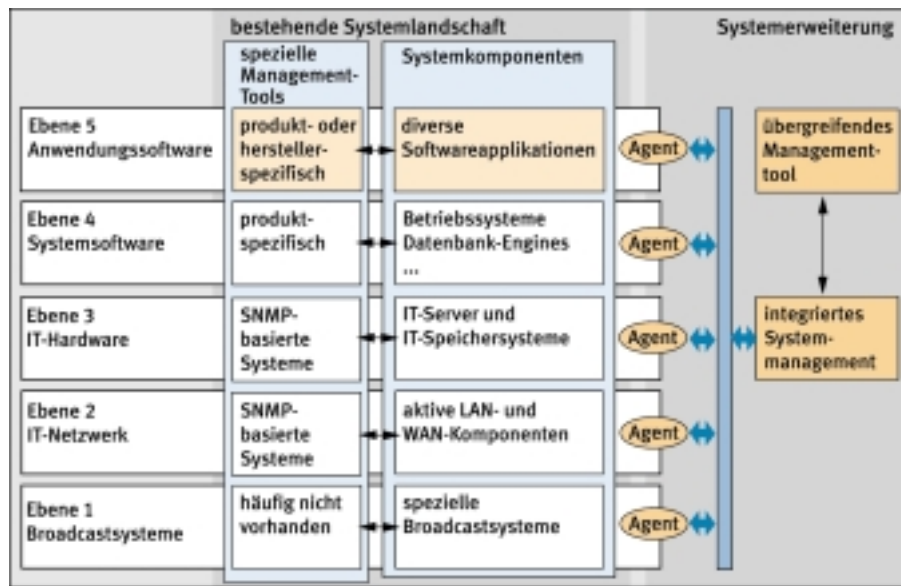 bestehende Systemlandschaft
Systemerweiterung
spezielle
Management-
Tools
Systemkomponenten
Ebene 5
Anwendungssoftware
produkt- oder
hersteller-
spezifisch
diverse
Softwareapplikationen
Agent
übergreifendes
Management-
tool
Ebene 4
Systemsoftware
produkt-
spezifisch
Betriebssysteme
Datenbank-Engines
...
Agent
Ebene 3
IT-Hardware
SNMP-
basierte
Systeme
IT-Server und
IT-Speichersysteme
Agent
integriertes
System-
management
Ebene 2
IT-Netzwerk
SNMP-
basierte
Systeme
aktive LAN- und
WAN-Komponenten
Agent
Ebene 1
Broadcastsysteme
häufig nicht
vorhanden
spezielle
Broadcastsysteme
Agent